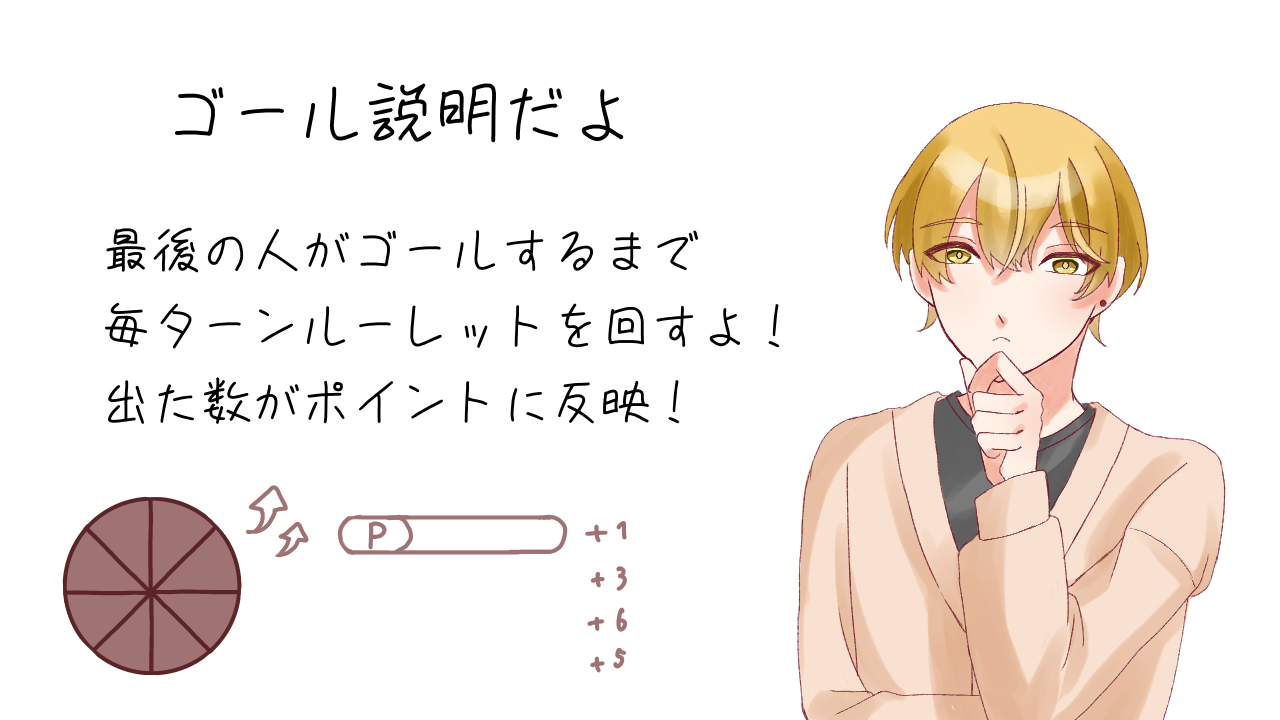 ゴール説明だよ
最後の人がゴールするまで
毎ターンルーレットを回すよ！
出た数がポイントに反映！
P
+1
+3
+6
+5